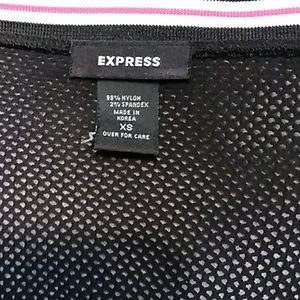 EXPRESS
98% NYLON
2% SPANDEX
MADE IN
KOREA
XS
OVER FOR CARE